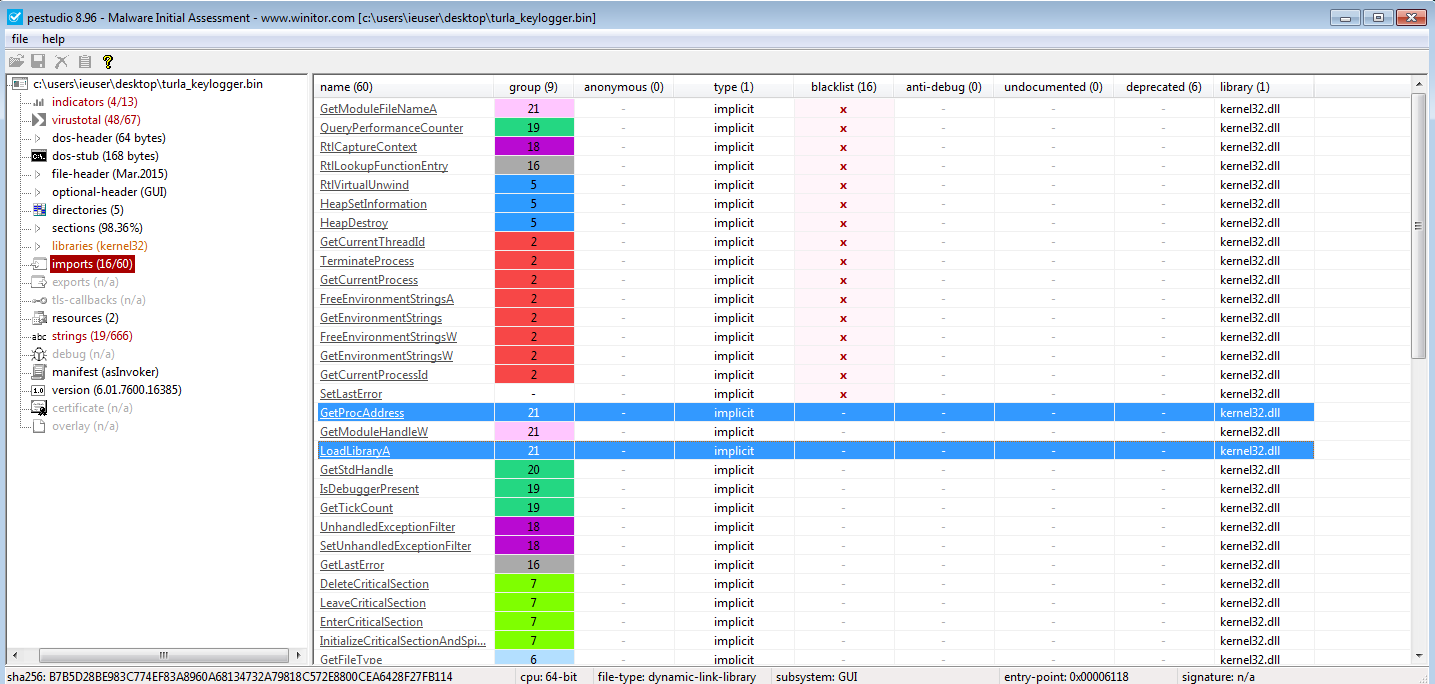 pestudio 8.96 - Malware Initial Assessment - www.winitor.com [c:\users\ieuser\desktop\turla_keylogger.bin]
file help
c:\users\ieuser\desktop\turla_keylogger.bin
indicators (4/13)
virustotal (48/67)
dos-header (64 bytes)
dos-stub (168 bytes)
file-header (Mar.2015)
optional-header (GUI)
directories (5)
sections (98.36%)
libraries (kernel32)
imports (16/60)
exports (n/a)
tls-callbacks (n/a)
resources (2)
abc strings (19/666)
debug (n/a)
manifest (asInvoker)
1.0 version (6.01.7600.16385)
certificate (n/a)
overlay (n/a)
name (60) group (9) anonymous (0) type (1) blacklist (16) anti-debug (0) undocumented (0) deprecated (6) library (1)
GetModuleFileNameA 21 - implicit x - - - kernel32.dll
QueryPerformanceCounter 19 - implicit x - - - kernel32.dll
RtlCaptureContext 18 - implicit x - - - kernel32.dll
RtlLookupFunctionEntry 16 - implicit x - - - kernel32.dll
RtlVirtualUnwind 5 - implicit x - - - kernel32.dll
HeapSetInformation 5 - implicit x - - - kernel32.dll
HeapDestroy 5 - implicit x - - - kernel32.dll
GetCurrentThreadId 2 - implicit x - - - kernel32.dll
TerminateProcess 2 - implicit x - - - kernel32.dll
GetCurrentProcess 2 - implicit x - - - kernel32.dll
FreeEnvironmentStringsA 2 - implicit x - - - kernel32.dll
GetEnvironmentStrings 2 - implicit x - - - kernel32.dll
FreeEnvironmentStringsW 2 - implicit x - - - kernel32.dll
GetEnvironmentStringsW 2 - implicit x - - - kernel32.dll
GetCurrentProcessId 2 - implicit x - - - kernel32.dll
SetLastError - - implicit x - - - kernel32.dll
GetProcAddress 21 - implicit - - - - kernel32.dll
GetModuleHandleW 21 - implicit - - - - kernel32.dll
LoadLibraryA 21 - implicit - - - - kernel32.dll
GetStdHandle 20 - implicit - - - - kernel32.dll
IsDebuggerPresent 19 - implicit - - - - kernel32.dll
GetTickCount 19 - implicit - - - - kernel32.dll
UnhandledExceptionFilter 18 - implicit - - - - kernel32.dll
SetUnhandledExceptionFilter 18 - implicit - - - - kernel32.dll
GetLastError 16 - implicit - - - - kernel32.dll
DeleteCriticalSection 7 - implicit - - - - kernel32.dll
LeaveCriticalSection 7 - implicit - - - - kernel32.dll
EnterCriticalSection 7 - implicit - - - - kernel32.dll
InitializeCriticalSectionAndSpi... 7 - implicit - - - - kernel32.dll
GetFileType 6 - implicit - - - - kernel32.dll
sha256: B7B5D28BE983C774EF83A8960A68134732A79818C572E8800CEA6428F27FB114 cpu: 64-bit file-type: dynamic-link-library subsystem: GUI entry-point: 0x00006118 signature: n/a